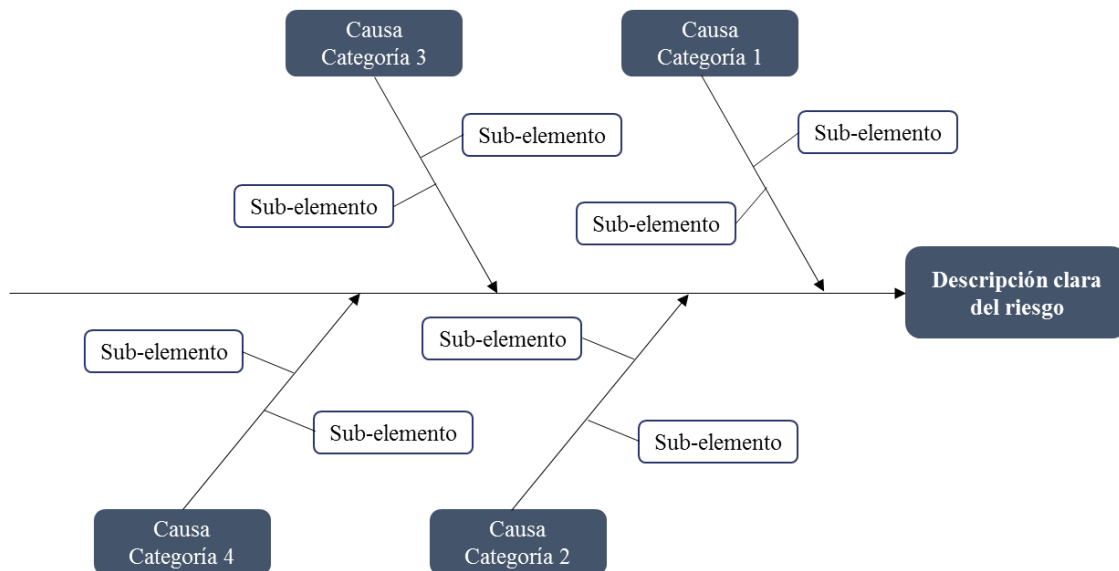 Causa
Categoría 3
Causa
Categoría 1
Sub-elemento
Sub-elemento
Sub-elemento
Sub-elemento
Descripción clara
del riesgo
Sub-elemento
Sub-elemento
Sub-elemento
Sub-elemento
Causa
Categoría 4
Causa
Categoría 2